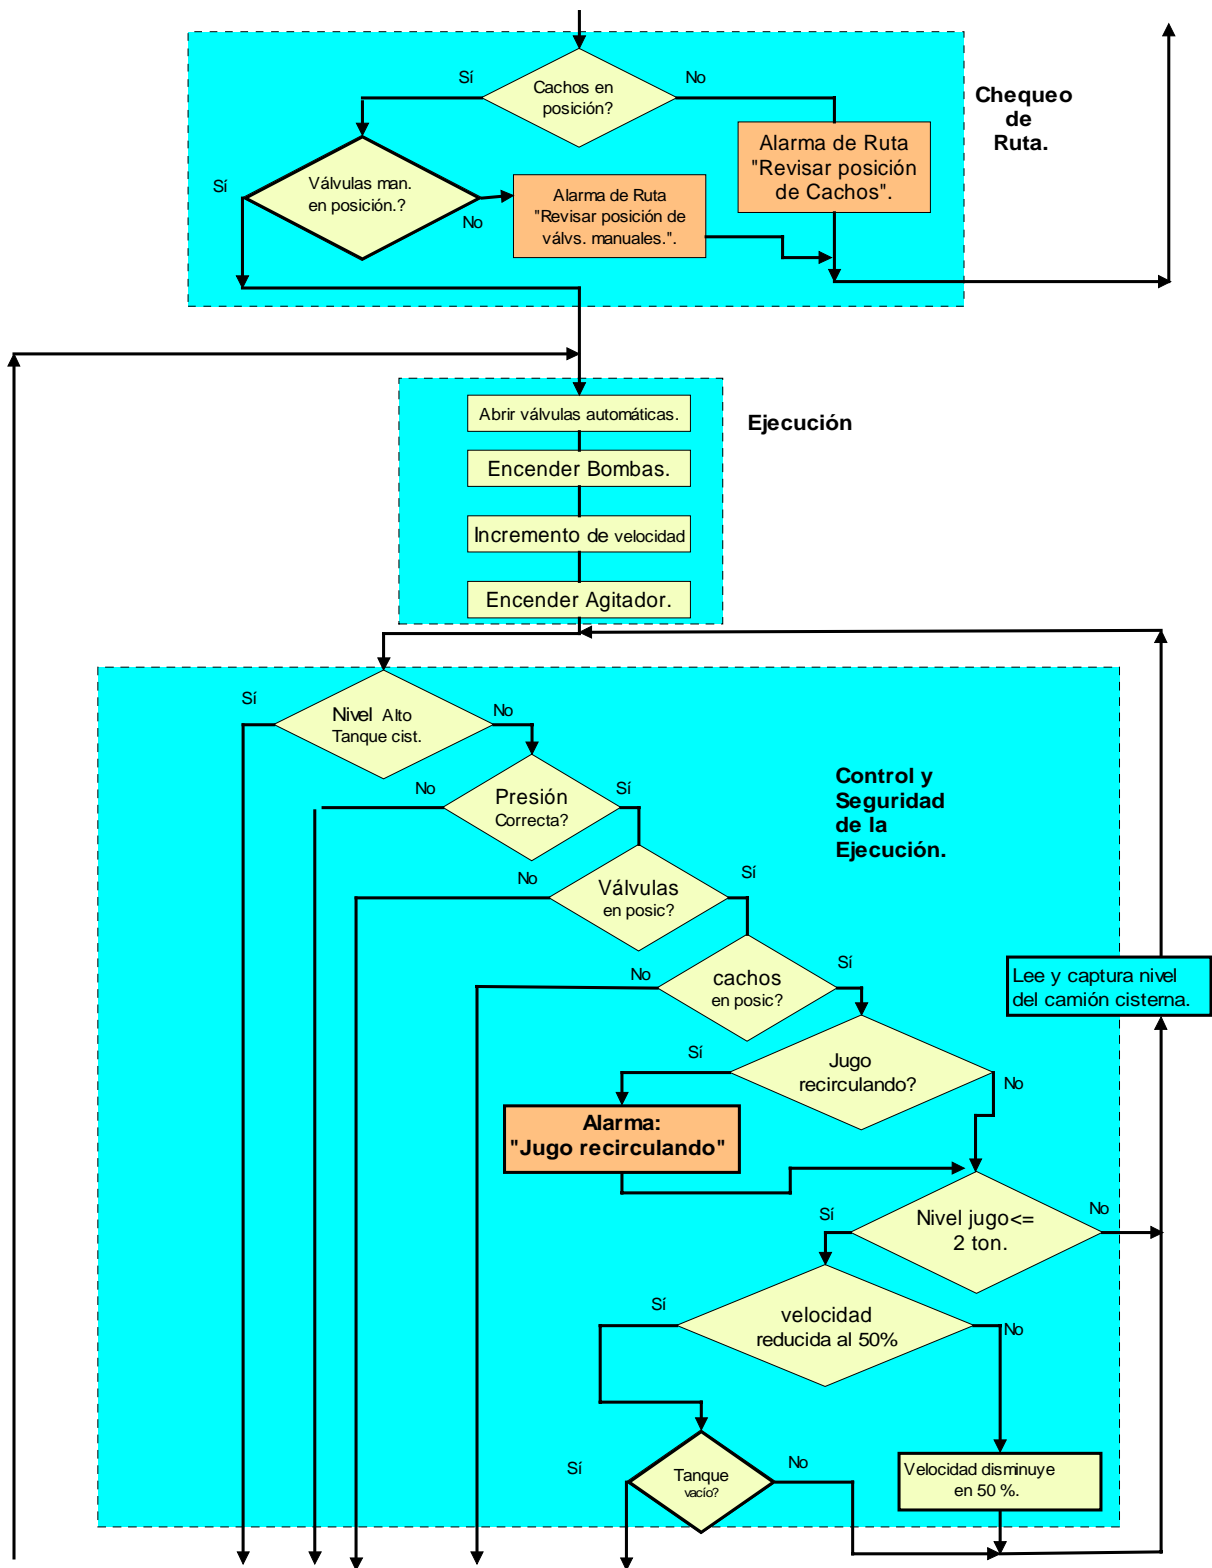 Sí
Cachos en
posición?
No
Chequeo
de
Ruta.
Alarma de Ruta
"Revisar posición
de Cachos".
Sí
Válvulas man.
en posición.?
No
Alarma de Ruta
"Revisar posición de
válvs. manuales.".
Abrir válvulas automáticas.
Ejecución
Encender Bombas.
Incremento de velocidad
Encender Agitador.
Sí
Nivel Alto
Tanque cist.
No
Control y
Seguridad
de la
Ejecución.
No
Presión
Correcta?
Sí
No
Válvulas
en posic?
Sí
No
cachos
en posic?
Sí
Lee y captura nivel
del camión cisterna.
Sí
Jugo
recirculando?
No
Alarma:
"Jugo recirculando"
Sí
Nivel jugo<=
2 ton.
No
Sí
velocidad
reducida al 50%
No
Sí
Tanque
vacío?
No
Velocidad disminuye
en 50 %.